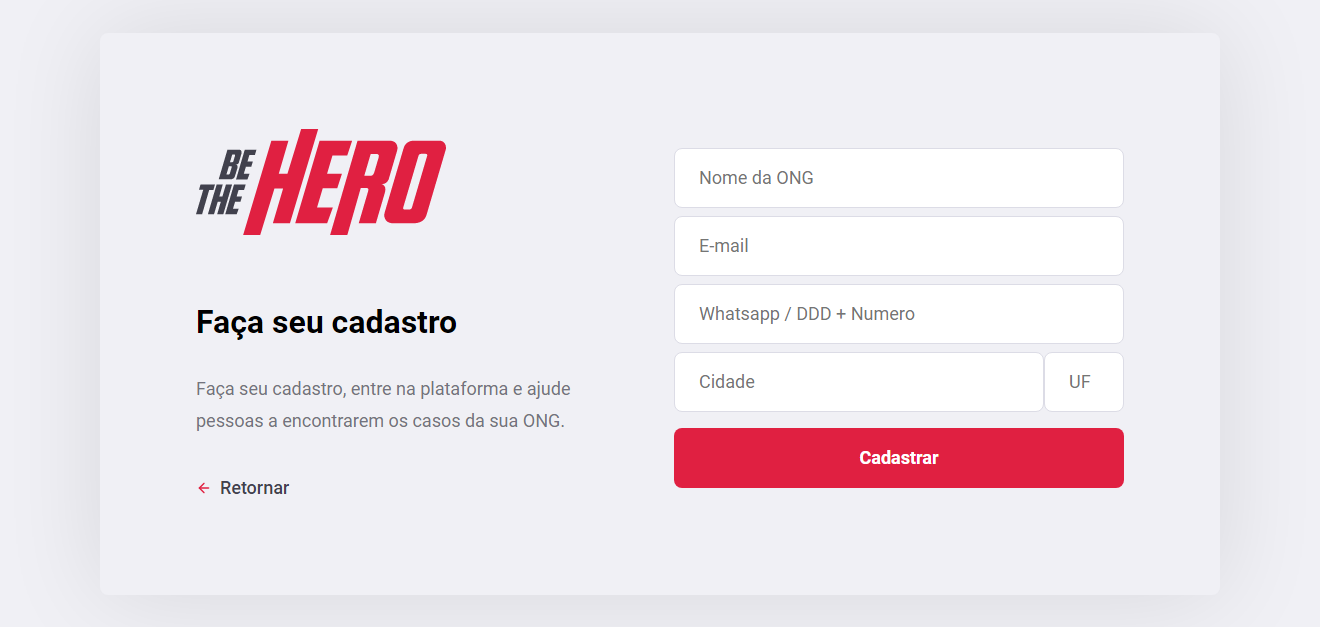 BE
THE
HERO
Faça seu cadastro
Faça seu cadastro, entre na plataforma e ajude
pessoas a encontrarem os casos da sua ONG.
Retornar
Nome da ONG
E-mail
Whatsapp / DDD + Numero
Cidade
UF
Cadastrar